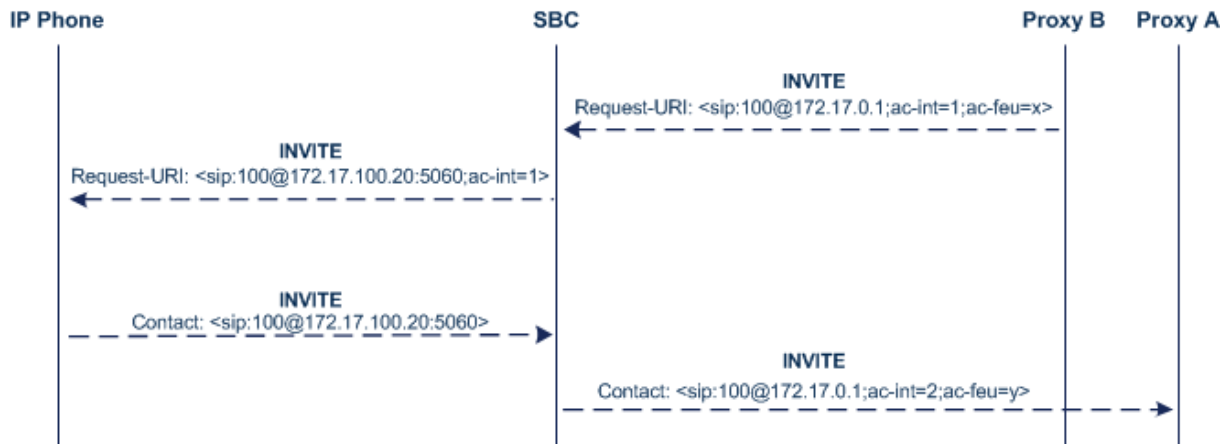 IP Phone
SBC
Proxy B
Proxy A
INVITE
Request-URI: <sip:100@172.17.0.1;ac-int=1;ac-feu=x>
INVITE
Request-URI: <sip:100@172.17.100.20:5060;ac-int=1>
INVITE
Contact: <sip:100@172.17.100.20:5060>
INVITE
Contact: <sip:100@172.17.0.1;ac-int=2;ac-feu=y>